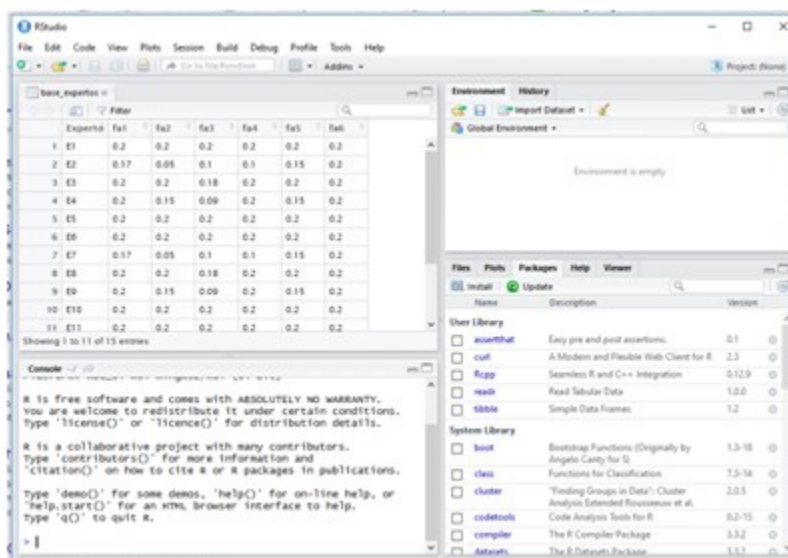 RStudio
File Edit Code View Plots Session Build Debug Profile Tools Help
Go to file/function Addins Project: (None)
base_expertos
Filter
Experto fa1 fa2 fa3 fa4 fa5 fa6
1 E1 0.2 0.2 0.2 0.2 0.2 0.2
2 E2 0.17 0.05 0.1 0.1 0.15 0.2
3 E3 0.2 0.2 0.18 0.2 0.2 0.2
4 E4 0.2 0.15 0.09 0.2 0.15 0.2
5 E5 0.2 0.2 0.2 0.2 0.2 0.2
6 E6 0.2 0.2 0.2 0.2 0.2 0.2
7 E7 0.17 0.05 0.1 0.1 0.15 0.2
8 E8 0.2 0.2 0.18 0.2 0.2 0.2
9 E9 0.2 0.15 0.09 0.2 0.15 0.2
10 E10 0.2 0.2 0.2 0.2 0.2 0.2
11 E11 0.2 0.2 0.2 0.2 0.2 0.2
Showing 1 to 11 of 15 entries
Console ~/
R is free software and comes with ABSOLUTELY NO WARRANTY.
You are welcome to redistribute it under certain conditions.
Type 'license()' or 'licence()' for distribution details.
R is a collaborative project with many contributors.
Type 'contributors()' for more information and
'citation()' on how to cite R or R packages in publications.
Type 'demo()' for some demos, 'help()' for on-line help, or
'help.start()' for an HTML browser interface to help.
Type 'q()' to quit R.
>
Environment History
Import Dataset List
Global Environment
Environment is empty
Files Plots Packages Help Viewer
Install Update
Name Description Version
User Library
assertthat Easy pre and post assertions. 0.1
curl A Modern and Flexible Web Client for R 2.3
Rcpp Seamless R and C++ Integration 0.12.9
readr Read Tabular Data 1.0.0
tibble Simple Data Frames 1.2
System Library
boot Bootstrap Functions (Originally by Angelo Canty for S) 1.3-18
class Functions for Classification 7.3-14
cluster "Finding Groups in Data": Cluster Analysis Extended Rousseeuw et al. 2.0.5
codetools Code Analysis Tools for R 0.2-15
compiler The R Compiler Package 3.3.2
datasets The R Datasets Package 3.3.2